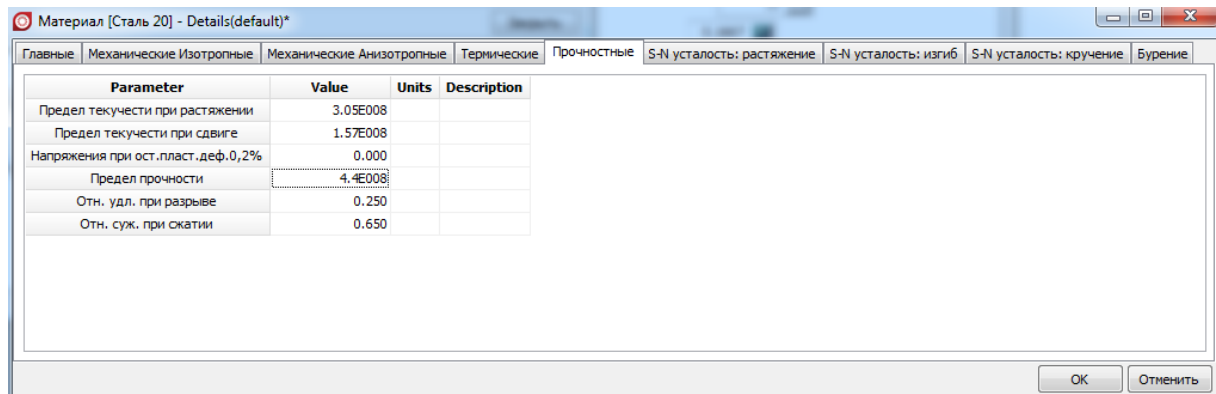 Материал [Сталь 20] - Details(default)*
Главные Механические Изотропные Механические Анизотропные Термические Прочностные S-N усталость: растяжение S-N усталость: изгиб S-N усталость: кручение Бурение
Parameter Value Units Description
Предел текучести при растяжении 3.05E008
Предел текучести при сдвиге 1.57E008
Напряжения при ост.пласт.деф.0,2% 0.000
Предел прочности 4.4E008
Отн. удл. при разрыве 0.250
Отн. суж. при сжатии 0.650
OK Отменить